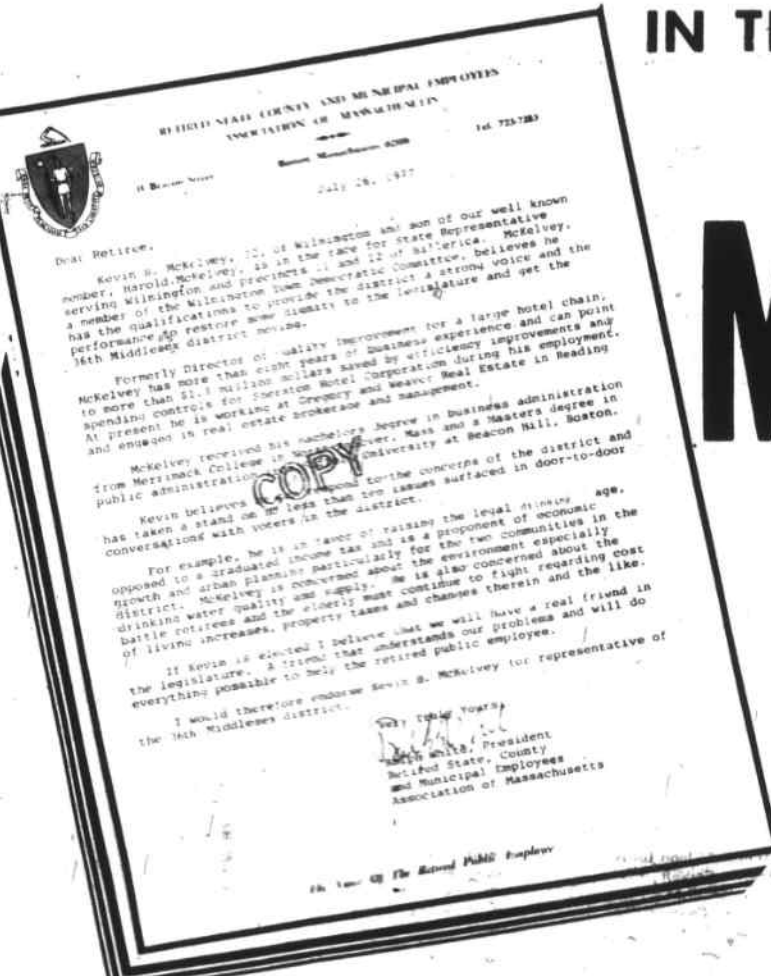 IN TH
M
RETIRED STATE COUNTY AND MUNICIPAL EMPLOYEES
ASSOCIATION OF MASSACHUSETTS
11 Beacon Street
Boston Massachusetts 02108
Tel. 723-7283
July 26, 1977
Dear Retiree,
Kevin B. McKelvey, of Wilmington and son of our well known
member, Harold McKelvey, is in the race for State Representative
serving Wilmington and precincts 11 and 12 of Billerica. McKelvey,
a member of the Wilmington Town Democratic Committee, believes he
has the qualifications to provide the district a strong voice and the
performance to restore some dignity to the legislature and get the
36th Middlesex district moving.
Formerly Director of Quality Improvement for a large hotel chain,
McKelvey has more than eight years of business experience and can point
to more than million dollars saved by efficiency improvements and
spending controls for Sheraton Hotel Corporation during his employment.
At present he is working at Gregory and Weaver Real Estate in Reading
and engaged in real estate brokerage and management.
McKelvey received his bachelors degree in business administration
from Merrimack College in Andover, Mass and a Masters degree in
public administration University at Beacon Hill, Boston.
COPY
Kevin believes respond to the concerns of the district and
has taken a stand on no less than ten issues surfaced in door-to-door
conversations with voters in the district.
For example, he is in favor of raising the legal drinking age,
opposed to a graduated income tax and is a proponent of economic
growth and urban planning particularly for the two communities in the
district. McKelvey is concerned about the environment especially
drinking water quality and supply. He is also concerned about the
battle retirees and the elderly must continue to fight regarding cost
of living increases, property taxes and changes therein and the like.
If Kevin is elected I believe that we will have a real friend in
the legislature. A friend that understands our problems and will do
everything possible to help the retired public employee.
I would therefore endorse Kevin B. McKelvey for representative of
the 36th Middlesex district.
Very Truly Yours,
White, President
Retired State, County
and Municipal Employees
Association of Massachusetts
The Voice Of The Retired Public Employee